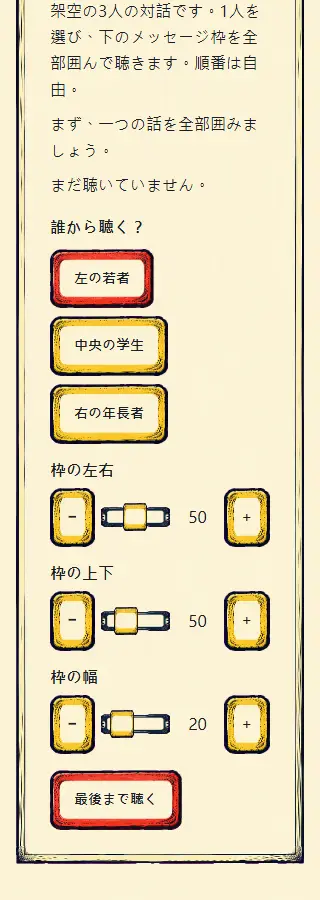 架空の3人の対話です。1人を
選び、下のメッセージ枠を全
部囲んで聴きます。順番は自
由。
まず、一つの話を全部囲みま
しょう。
まだ聴いていません。
誰から聴く？
左の若者
中央の学生
右の年長者
枠の左右
− 50 +
枠の上下
− 50 +
枠の幅
− 20 +
最後まで聴く